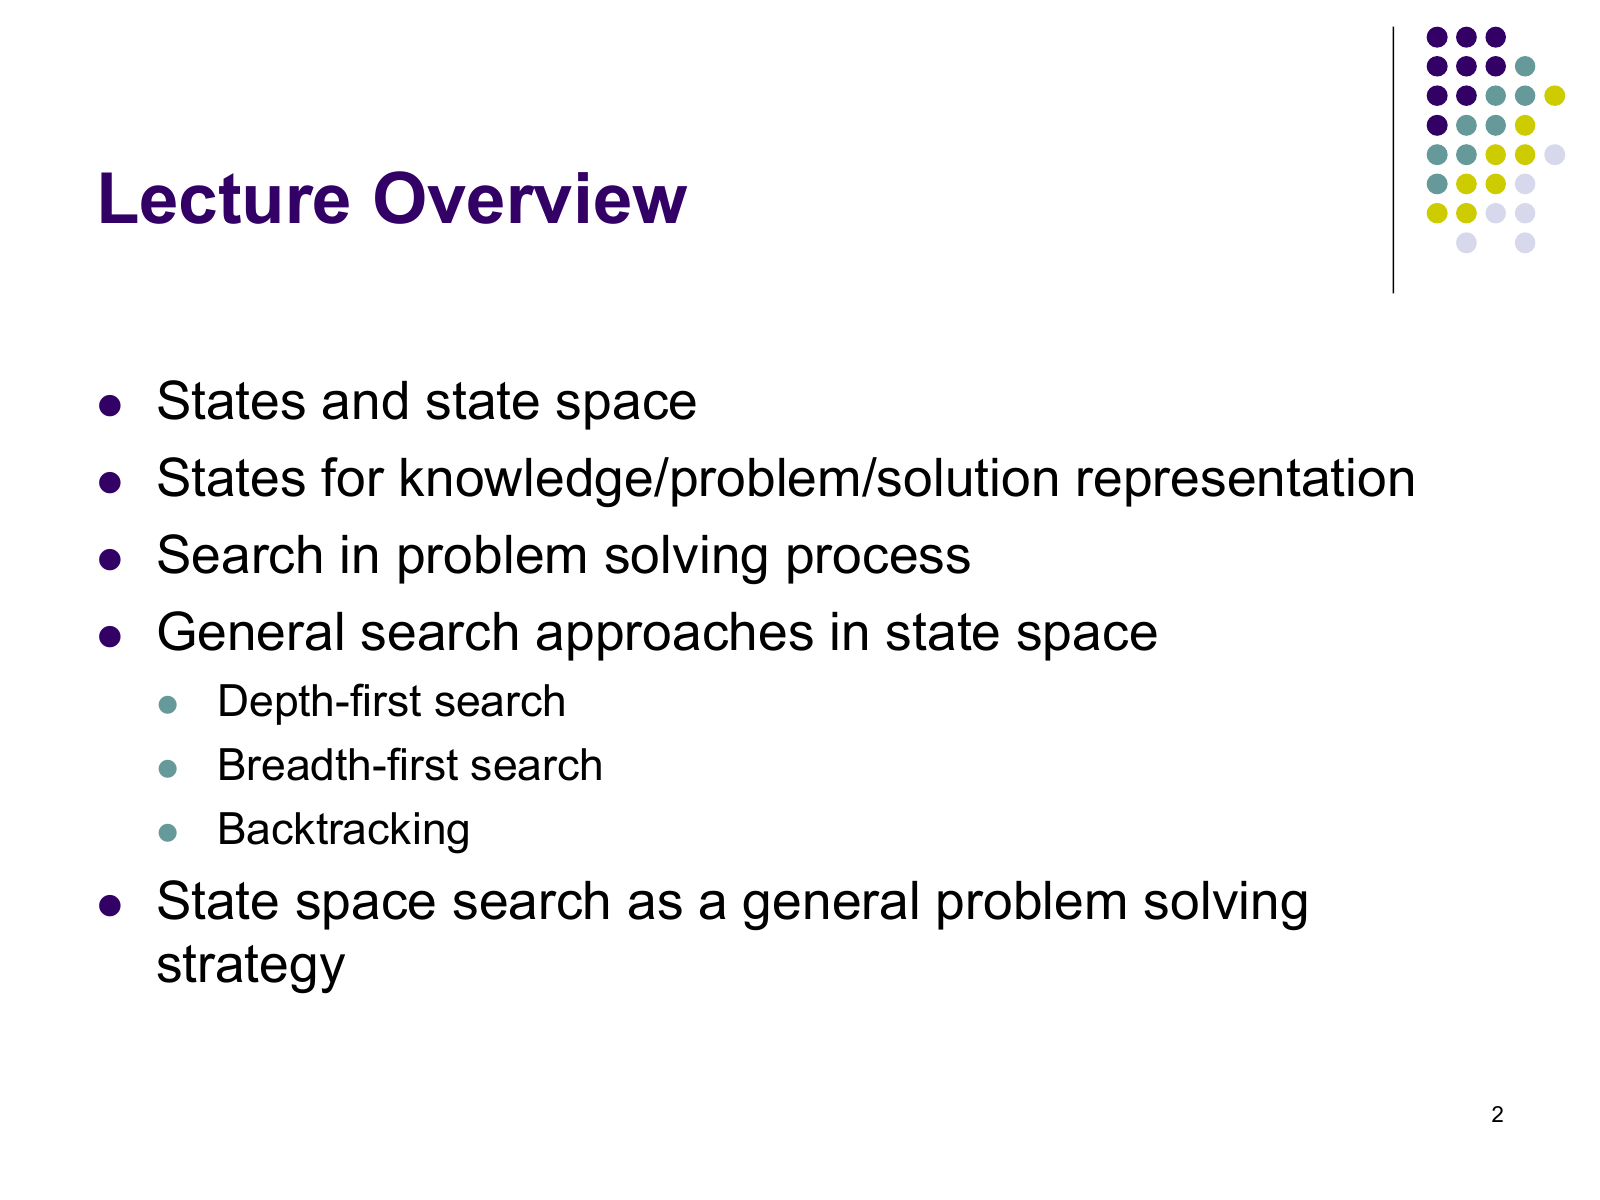 Lecture Overview
States and state space
States for knowledge/problem/solution representation
Search in problem solving process
General search approaches in state space
Depth-first search
Breadth-first search
Backtracking
State space search as a general problem solving
strategy
2